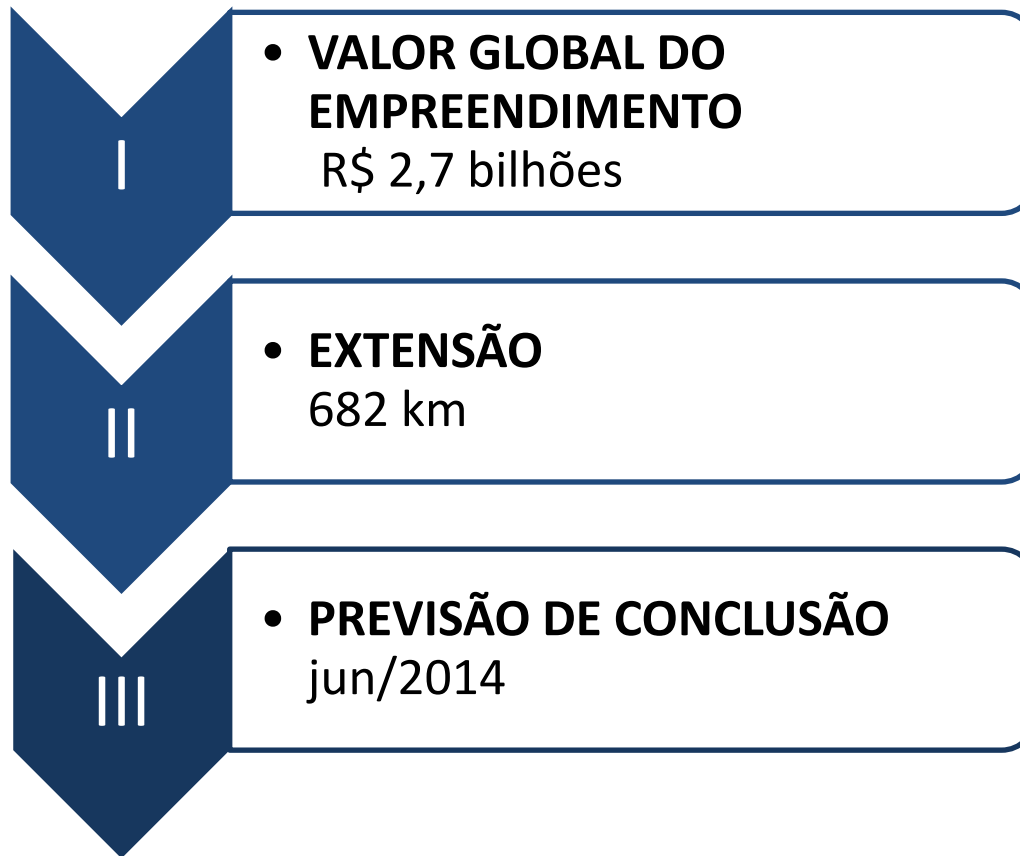 I
• VALOR GLOBAL DO
EMPREENDIMENTO
R$ 2,7 bilhões
II
• EXTENSÃO
682 km
III
• PREVISÃO DE CONCLUSÃO
jun/2014